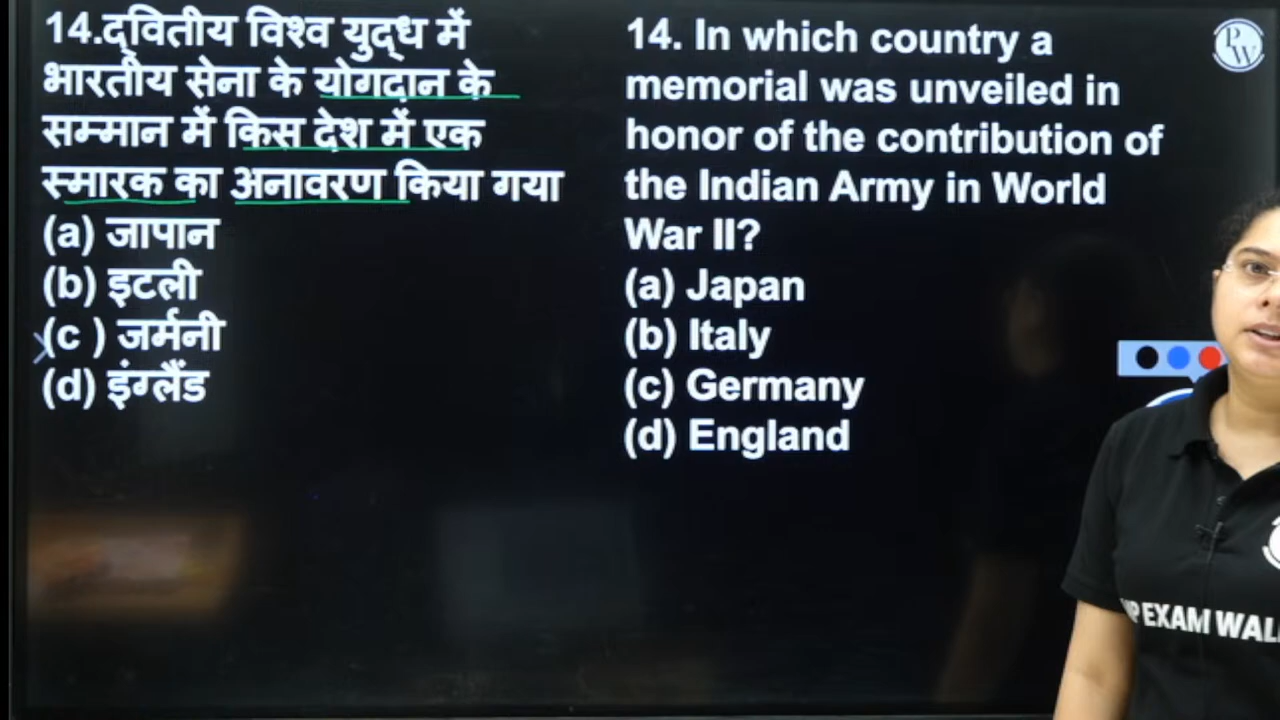 14.द्वितीय विश्व युद्ध में
भारतीय सेना के योगदान के
सम्मान में किस देश में एक
स्मारक का अनावरण किया गया
(a) जापान
(b) इटली
(c ) जर्मनी
(d) इंग्लैंड
14. In which country a
memorial was unveiled in
honor of the contribution of
the Indian Army in World
War II?
(a) Japan
(b) Italy
(c) Germany
(d) England
PW
P EXAM WAL